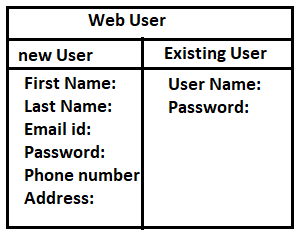 Web User
new User
Existing User
First Name:
Last Name:
Email id:
Password:
Phone number
Address:
User Name:
Password: